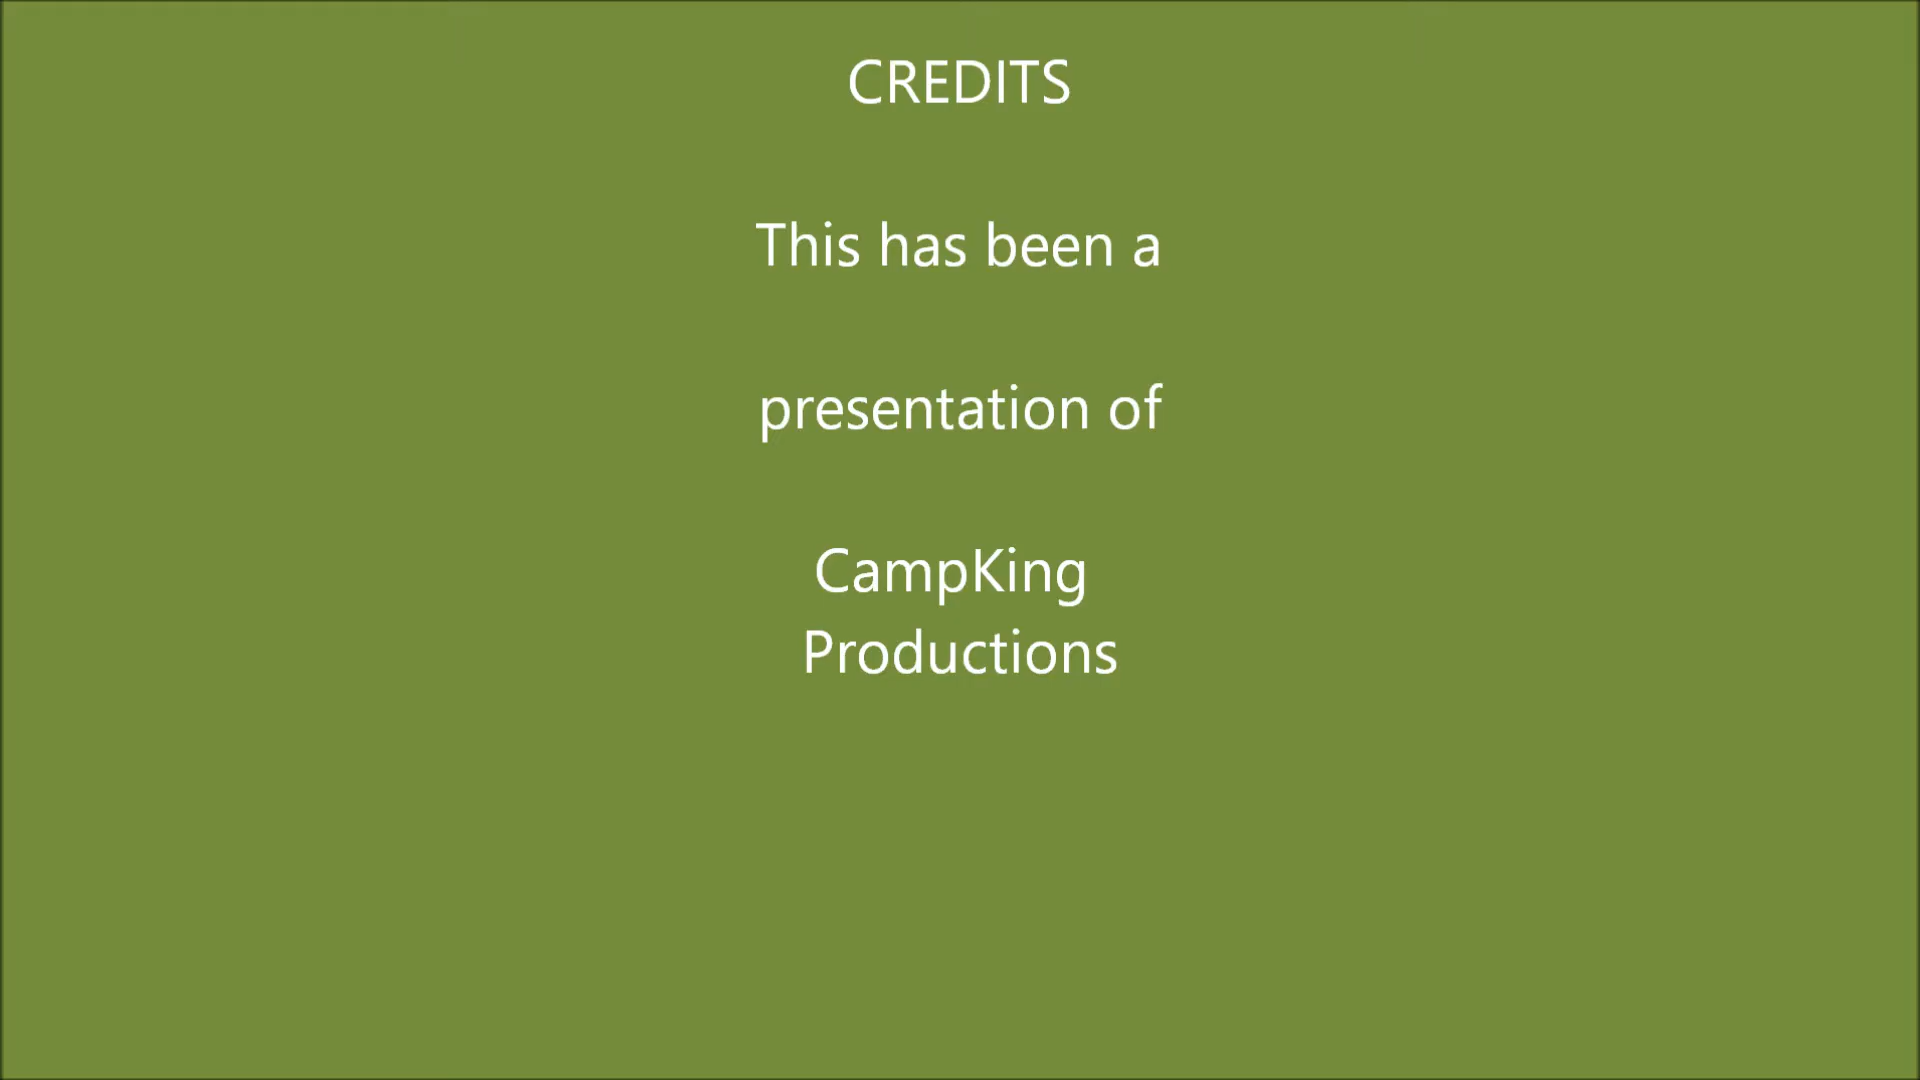 CREDITS
This has been a
presentation of
CampKing
Productions